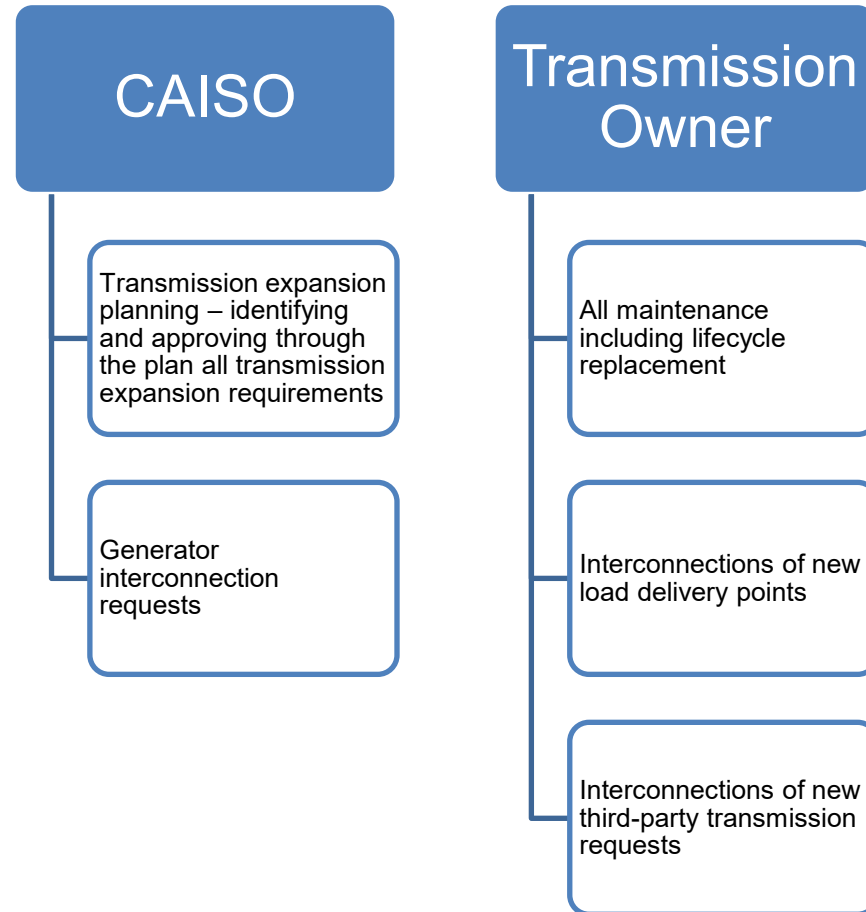 CAISO
Transmission expansion
planning – identifying
and approving through
the plan all transmission
expansion requirements
Generator
interconnection
requests
Transmission
Owner
All maintenance
including lifecycle
replacement
Interconnections of new
load delivery points
Interconnections of new
third-party transmission
requests